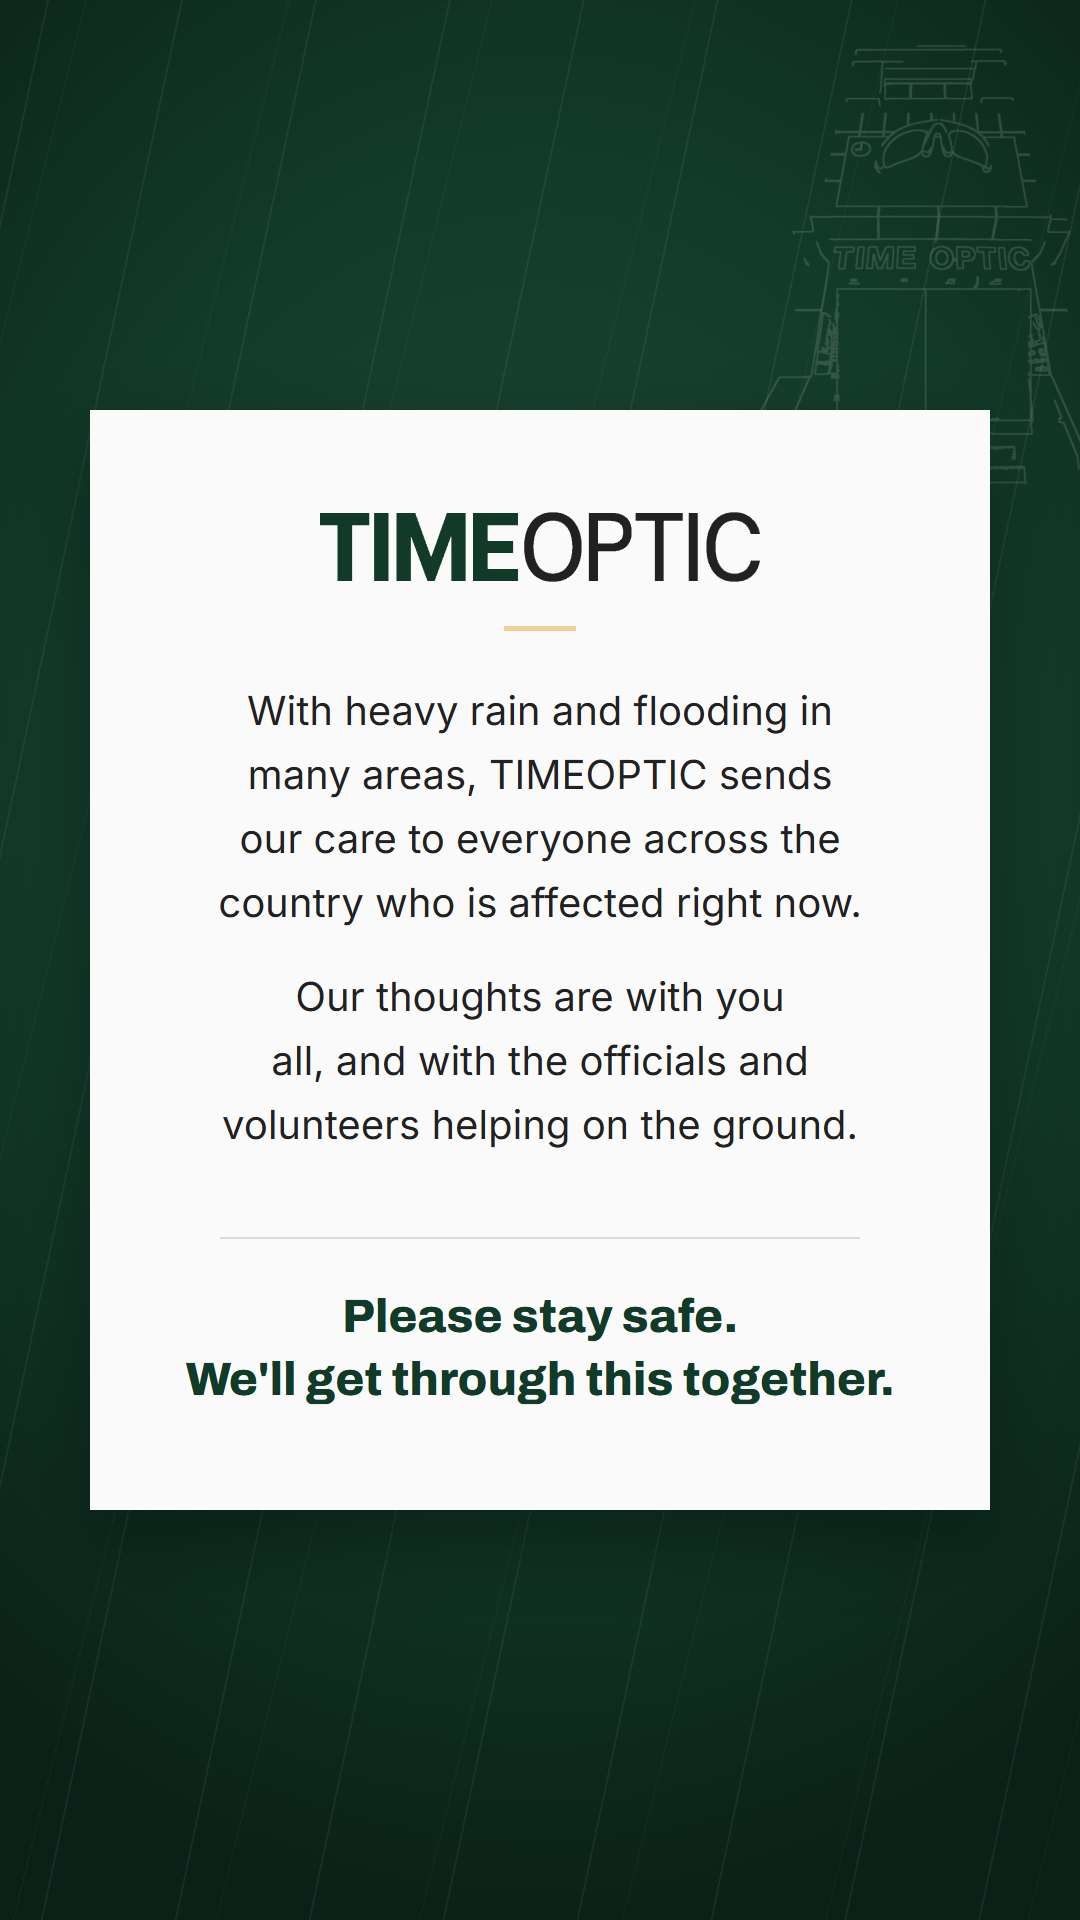 TIME OPTIC
TIMEOPTIC
With heavy rain and flooding in
many areas, TIMEOPTIC sends
our care to everyone across the
country who is affected right now.
Our thoughts are with you
all, and with the officials and
volunteers helping on the ground.
Please stay safe.
We'll get through this together.